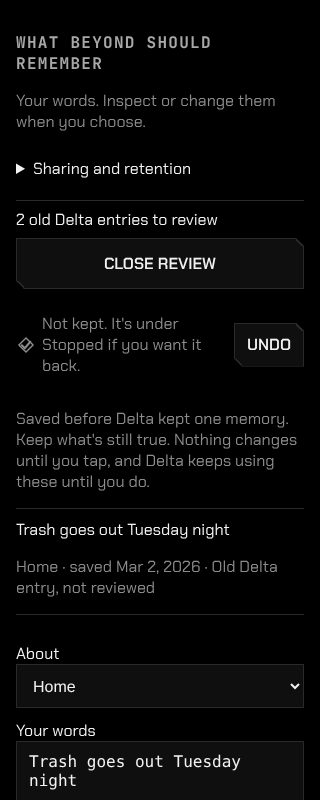 WHAT BEYOND SHOULD
REMEMBER
Your words. Inspect or change them
when you choose.
Sharing and retention
2 old Delta entries to review
CLOSE REVIEW
Not kept. It's under
Stopped if you want it
back.
UNDO
Saved before Delta kept one memory.
Keep what's still true. Nothing changes
until you tap, and Delta keeps using
these until you do.
Trash goes out Tuesday night
Home · saved Mar 2, 2026 · Old Delta
entry, not reviewed
About
Home
Your words
Trash goes out Tuesday
night